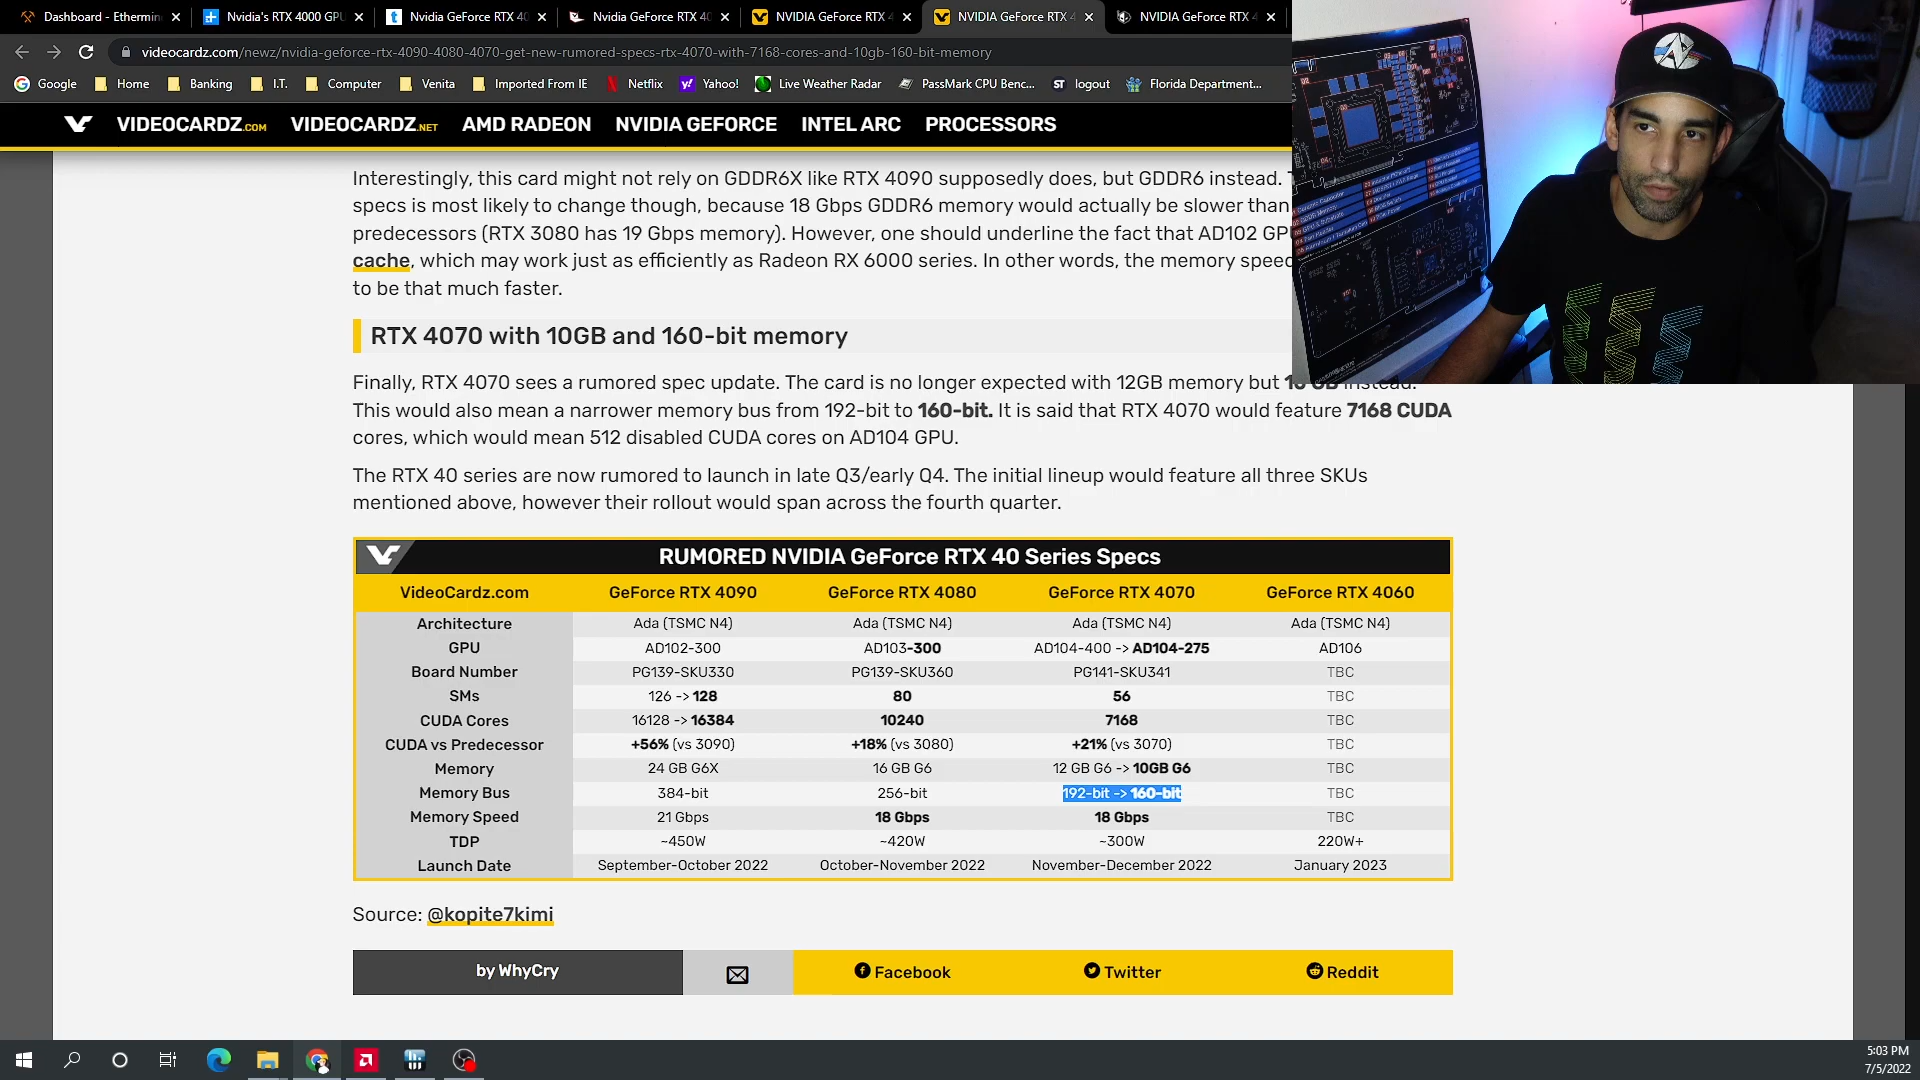 Dashboard - Ethermin
Nvidia's RTX 4000 GPU
Nvidia GeForce RTX 40
Nvidia GeForce RTX 40
NVIDIA GeForce RTX 4
NVIDIA GeForce RTX 4
NVIDIA GeForce RTX 4
videocardz.com/newz/nvidia-geforce-rtx-4090-4080-4070-get-new-rumored-specs-rtx-4070-with-7168-cores-and-10gb-160-bit-memory
Google Home Banking I.T. Computer Venita Imported From IE Netflix Yahoo! Live Weather Radar PassMark CPU Benc... logout Florida Department...
VIDEOCARDZ.COM VIDEOCARDZ.NET AMD RADEON NVIDIA GEFORCE INTEL ARC PROCESSORS
Interestingly, this card might not rely on GDDR6X like RTX 4090 supposedly does, but GDDR6 instead.
specs is most likely to change though, because 18 Gbps GDDR6 memory would actually be slower than
predecessors (RTX 3080 has 19 Gbps memory). However, one should underline the fact that AD102 GP
cache, which may work just as efficiently as Radeon RX 6000 series. In other words, the memory speed
to be that much faster.
RTX 4070 with 10GB and 160-bit memory
Finally, RTX 4070 sees a rumored spec update. The card is no longer expected with 12GB memory but 10 GB instead.
This would also mean a narrower memory bus from 192-bit to 160-bit. It is said that RTX 4070 would feature 7168 CUDA
cores, which would mean 512 disabled CUDA cores on AD104 GPU.
The RTX 40 series are now rumored to launch in late Q3/early Q4. The initial lineup would feature all three SKUs
mentioned above, however their rollout would span across the fourth quarter.
RUMORED NVIDIA GeForce RTX 40 Series Specs
VideoCardz.com GeForce RTX 4090 GeForce RTX 4080 GeForce RTX 4070 GeForce RTX 4060
Architecture Ada (TSMC N4) Ada (TSMC N4) Ada (TSMC N4) Ada (TSMC N4)
GPU AD102-300 AD103-300 AD104-400 -> AD104-275 AD106
Board Number PG139-SKU330 PG139-SKU360 PG141-SKU341 TBC
SMs 126 -> 128 80 56 TBC
CUDA Cores 16128 -> 16384 10240 7168 TBC
CUDA vs Predecessor +56% (vs 3090) +18% (vs 3080) +21% (vs 3070) TBC
Memory 24 GB G6X 16 GB G6 12 GB G6 -> 10GB G6 TBC
Memory Bus 384-bit 256-bit 192-bit -> 160-bit TBC
Memory Speed 21 Gbps 18 Gbps 18 Gbps TBC
TDP ~450W ~420W ~300W 220W+
Launch Date September-October 2022 October-November 2022 November-December 2022 January 2023
Source: @kopite7kimi
by WhyCry
Facebook
Twitter
Reddit
5:03 PM
7/5/2022